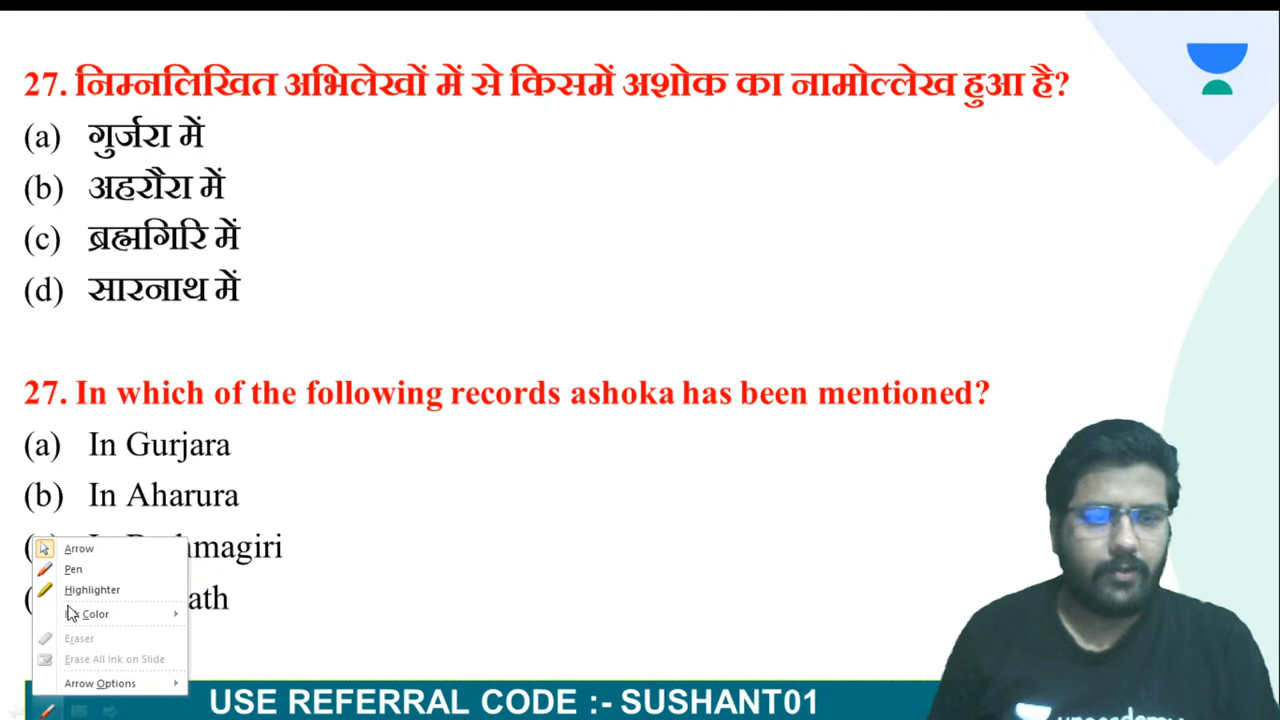 27. निम्नलिखित अभिलेखों में से किसमें अशोक का नामोल्लेख हुआ है?
(a) गुर्जरा में
(b) अहरौरा में
(c) ब्रह्मगिरि में
(d) सारनाथ में
27. In which of the following records ashoka has been mentioned?
(a) In Gurjara
(b) In Aharura
Arrow
Pen
Highlighter
Color
Eraser
Erase All Ink on Slide
Arrow Options
USE REFERRAL CODE :- SUSHANT01